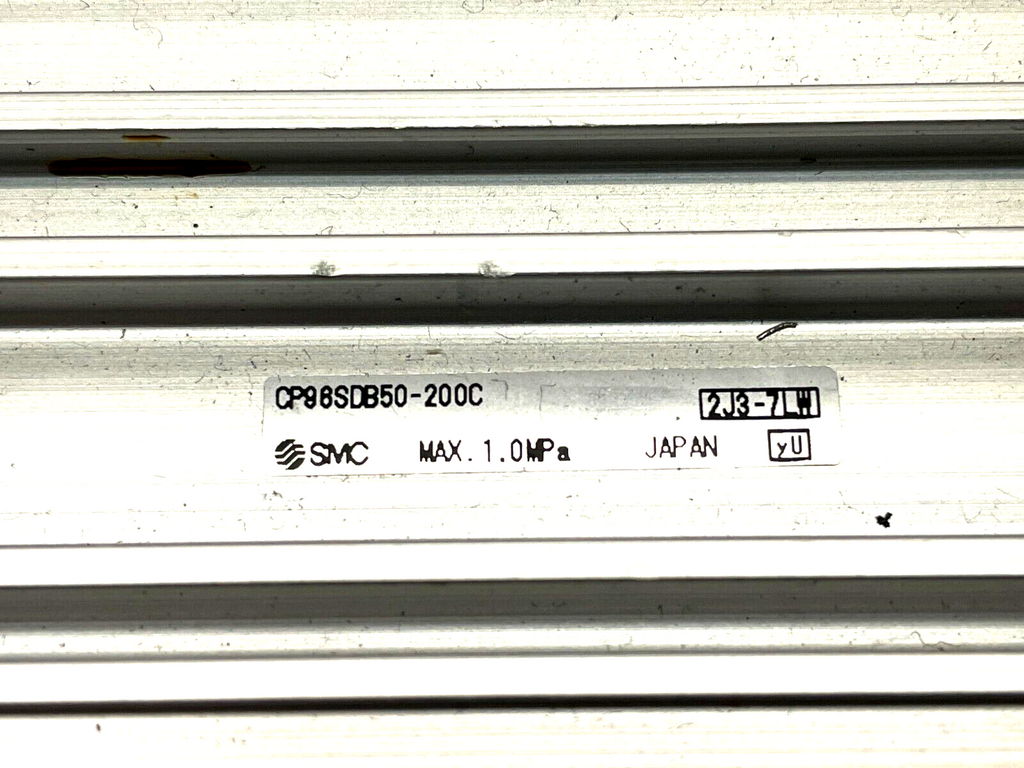 CP96SDB50-200C 2J3-7LW
SMC MAX. 1.0MPa JAPAN yU